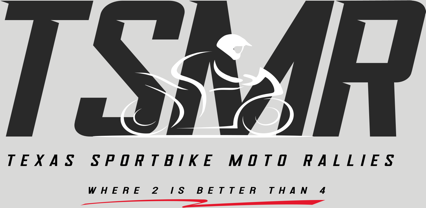 TSMR
TEXAS SPORTBIKE MOTO RALLIES
WHERE 2 IS BETTER THAN 4